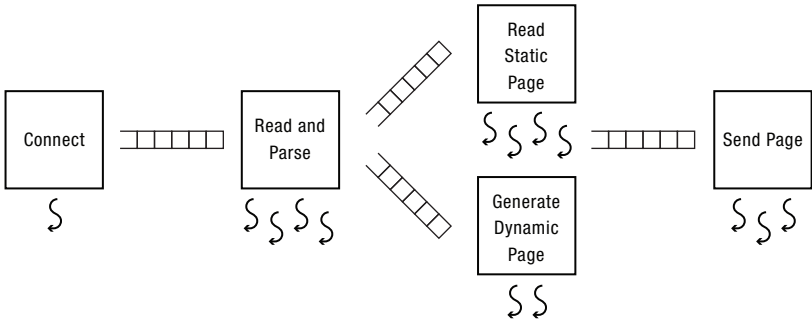 Connect
Read and
Parse
Read
Static
Page
Generate
Dynamic
Page
Send Page